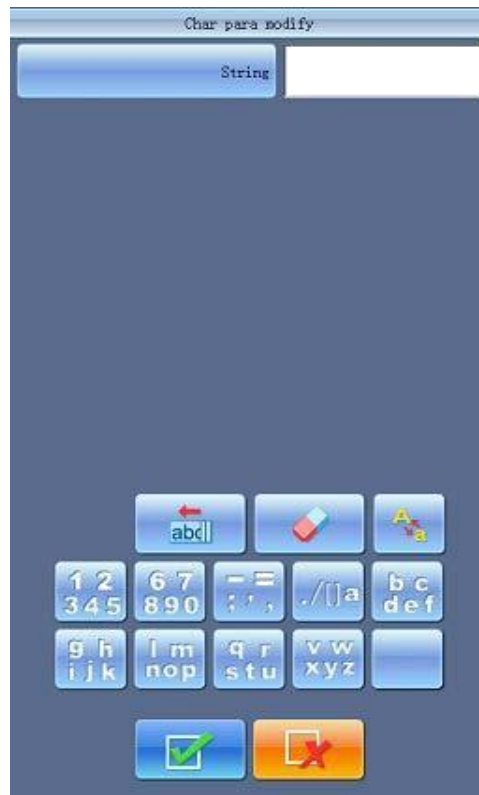 Char para modify
String
abc
A
a
1 2
3 4 5
6 7
8 9 0
- =
; ' ,
. / [ ] a
b c
d e f
g h
i j k
l m
n o p
q r
s t u
v w
x y z